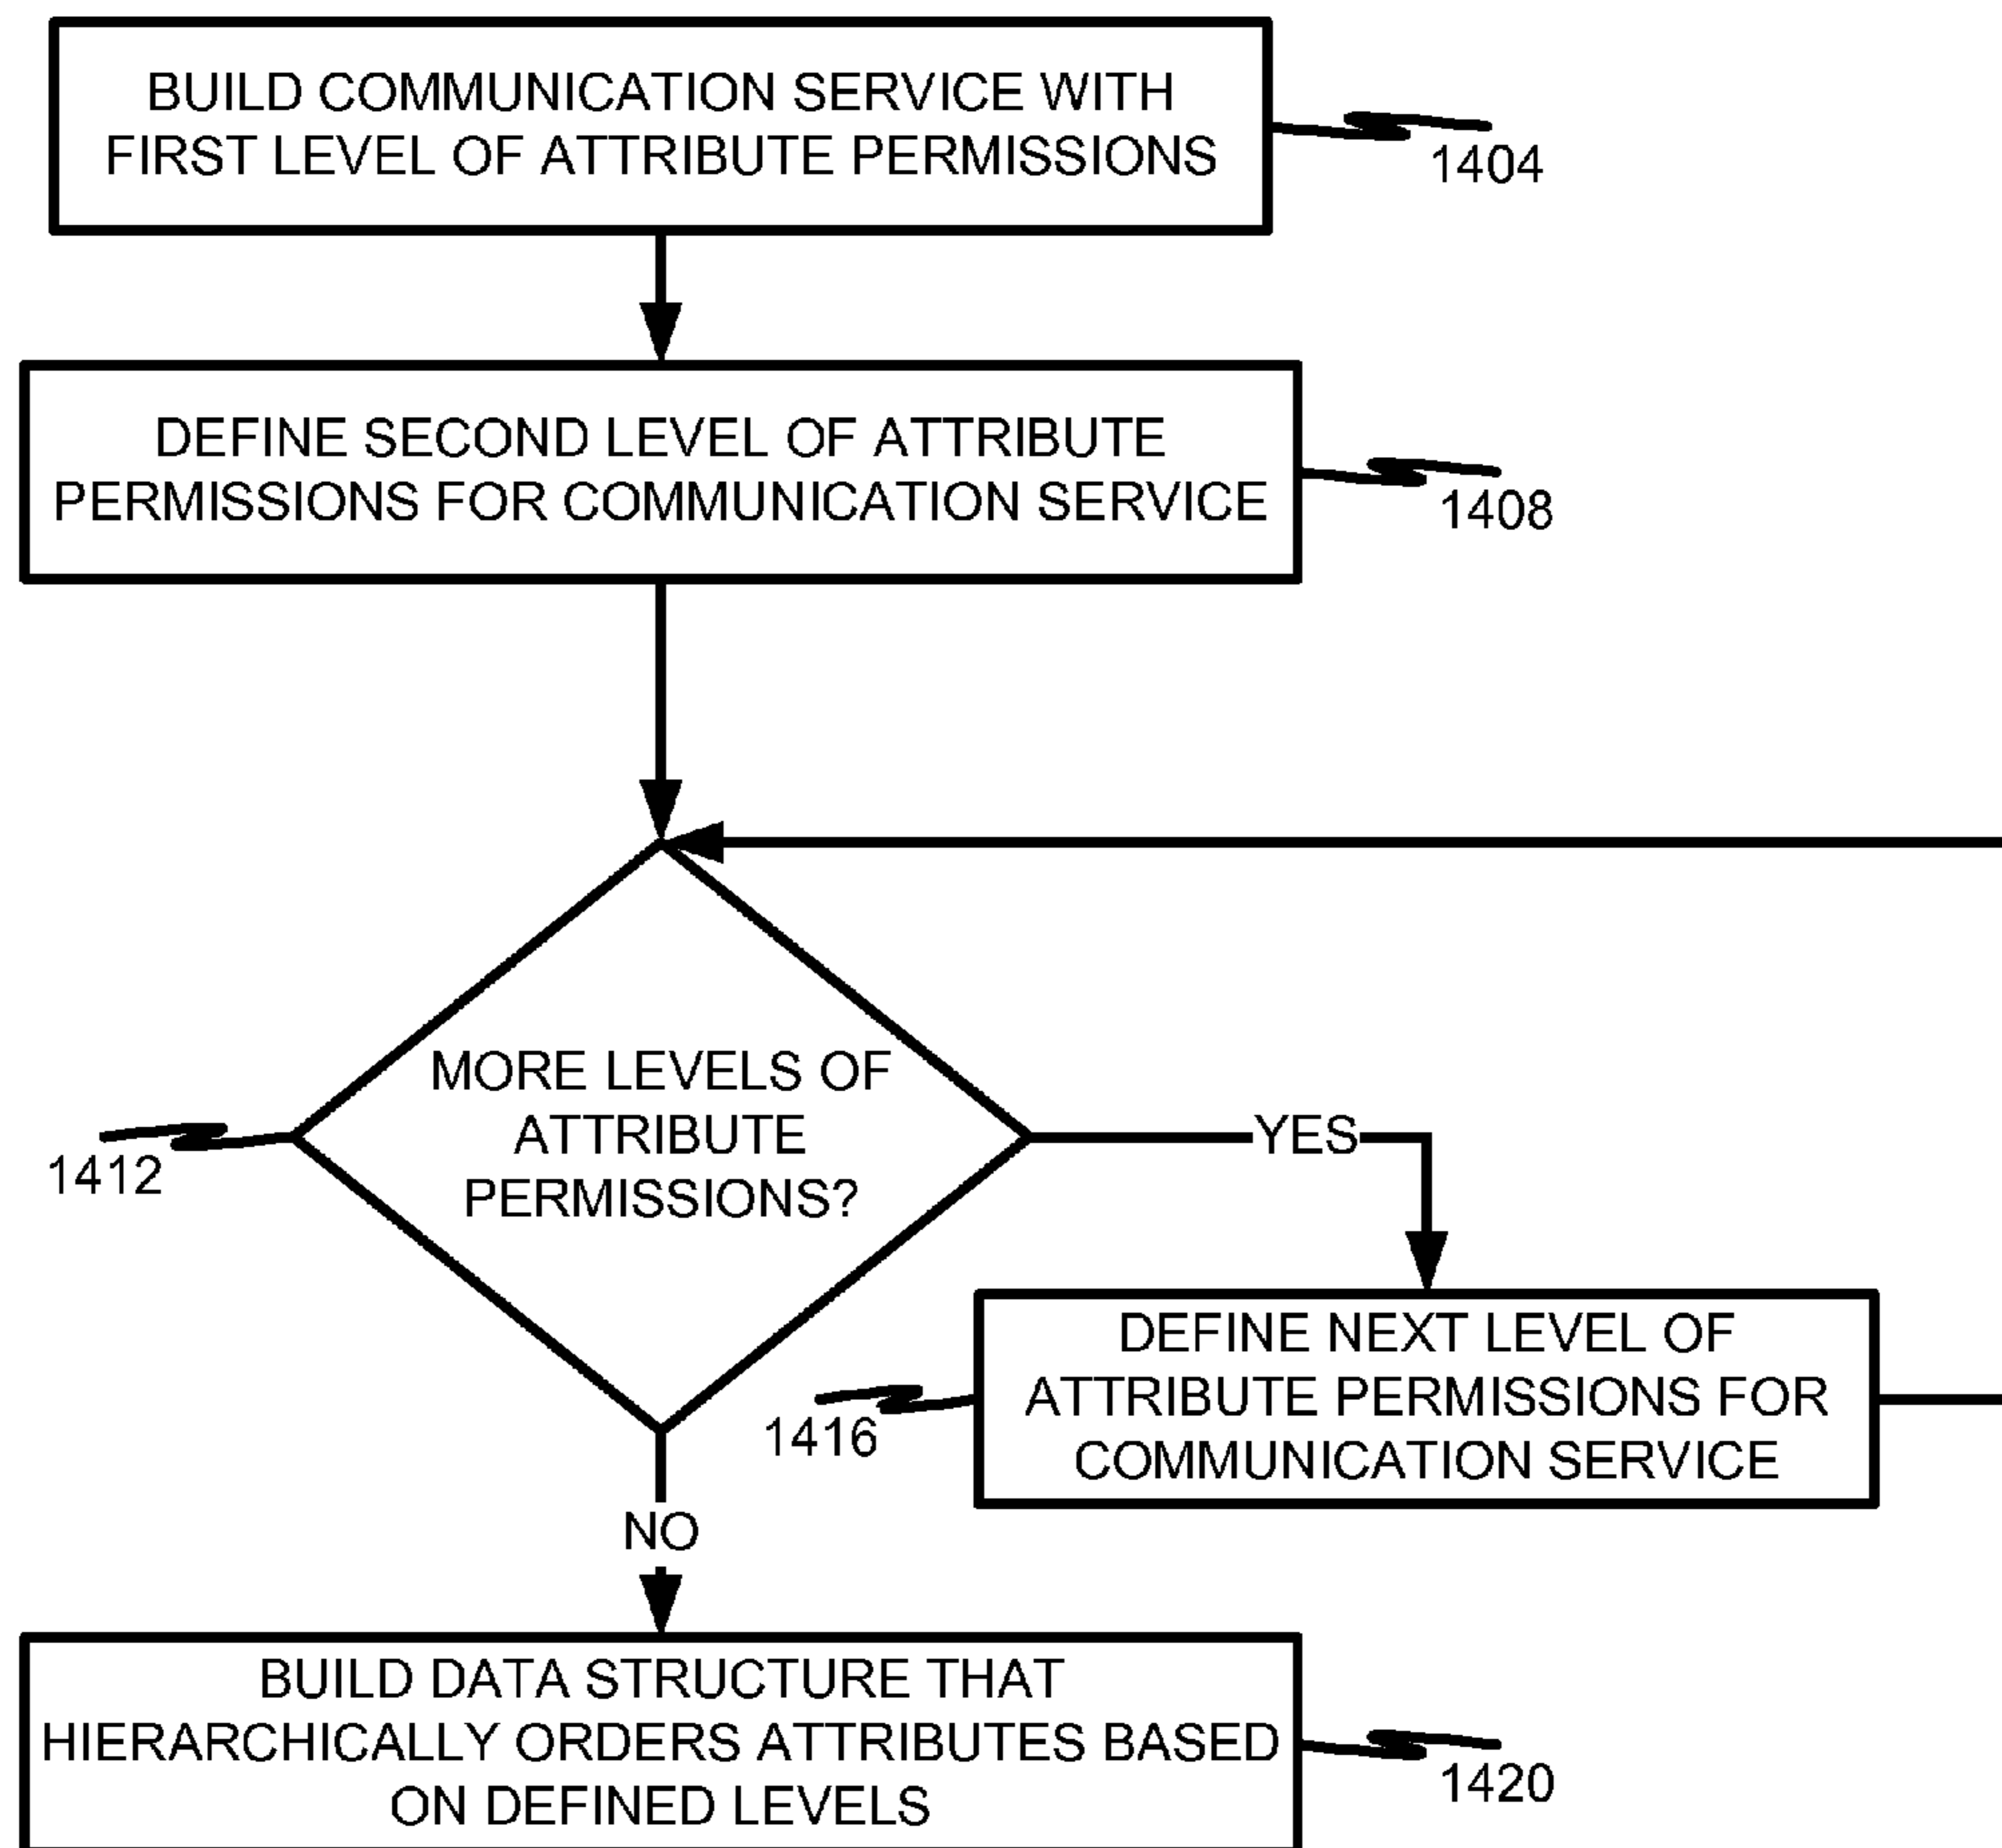 BUILD COMMUNICATION SERVICE WITH
FIRST LEVEL OF ATTRIBUTE PERMISSIONS
1404
DEFINE SECOND LEVEL OF ATTRIBUTE
PERMISSIONS FOR COMMUNICATION SERVICE
1408
MORE LEVELS OF
ATTRIBUTE
PERMISSIONS?
1412
YES
DEFINE NEXT LEVEL OF
ATTRIBUTE PERMISSIONS FOR
COMMUNICATION SERVICE
1416
NO
BUILD DATA STRUCTURE THAT
HIERARCHICALLY ORDERS ATTRIBUTES BASED
ON DEFINED LEVELS
1420